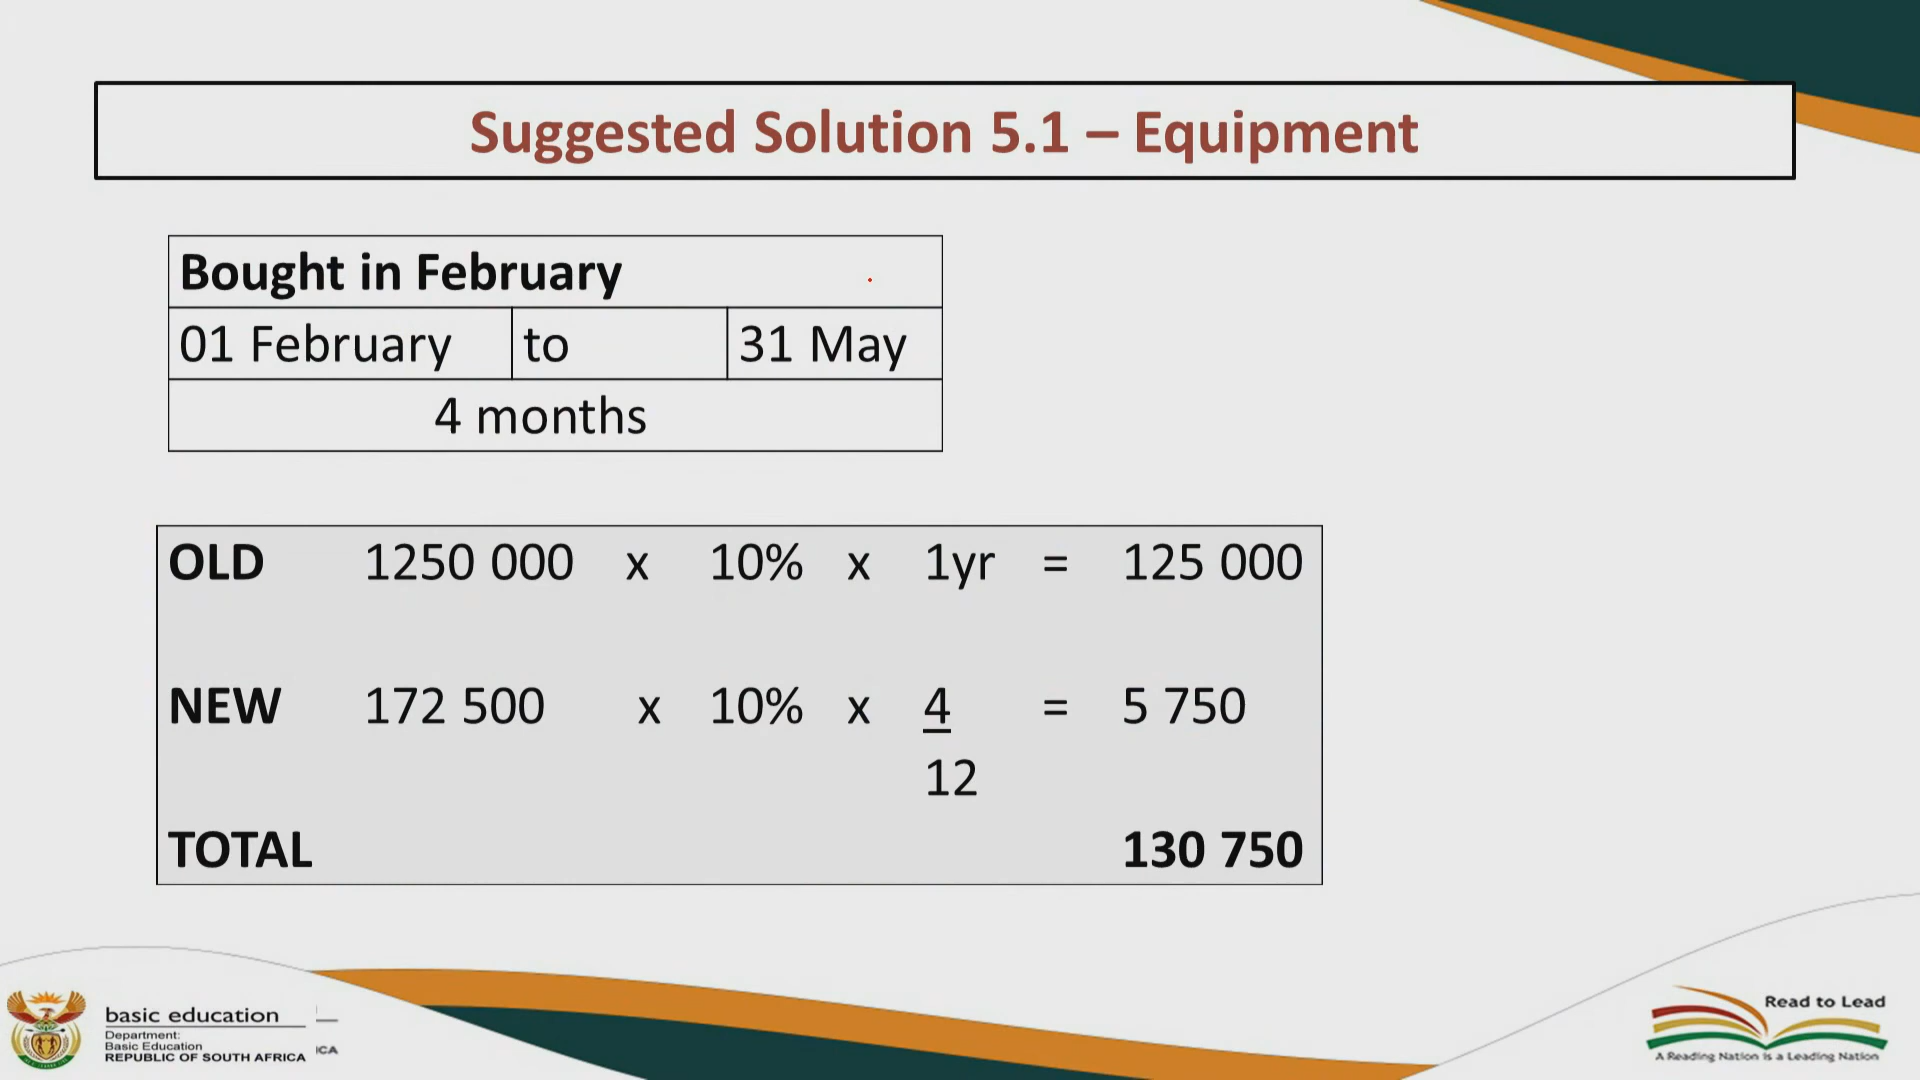 Suggested Solution 5.1 – Equipment
Bought in February
01 February to 31 May
4 months
OLD 1250 000 x 10% x 1yr = 125 000
NEW 172 500 x 10% x 4 = 5 750
12
TOTAL 130 750
basic education
Department:
Basic Education
REPUBLIC OF SOUTH AFRICA
ICA
Read to Lead
A Reading Nation is a Leading Nation